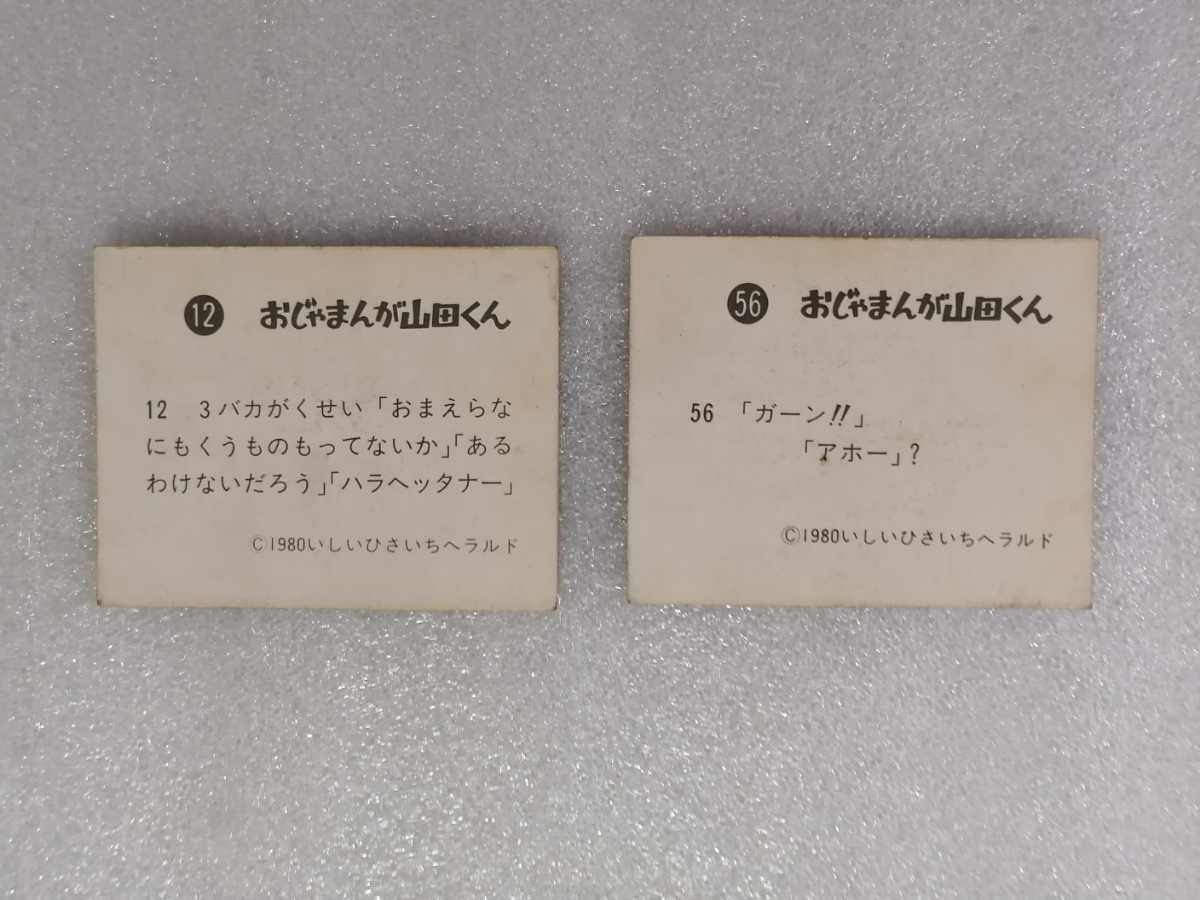 12 おじゃまんが山田くん
12 3バカがくせい「おまえらな
にもくうものもってないか」「ある
わけないだろう」「ハラヘッタナー」
©1980いしいひさいちヘラルド
56 おじゃまんが山田くん
56 「ガーン!!」
「アホー」?
©1980いしいひさいちヘラルド